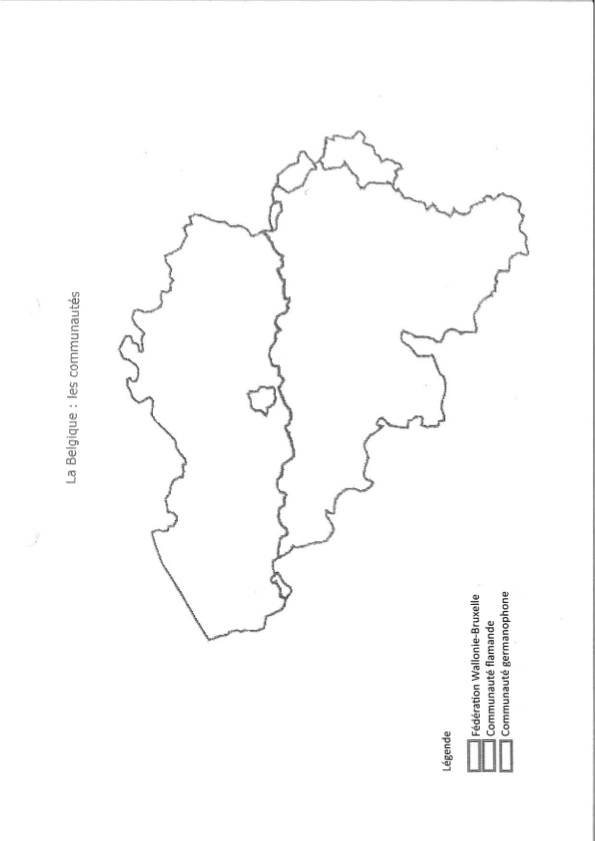 La Belgique : les communautés
Légende
Fédération Wallonie-Bruxelle
Communauté flamande
Communauté germanophone